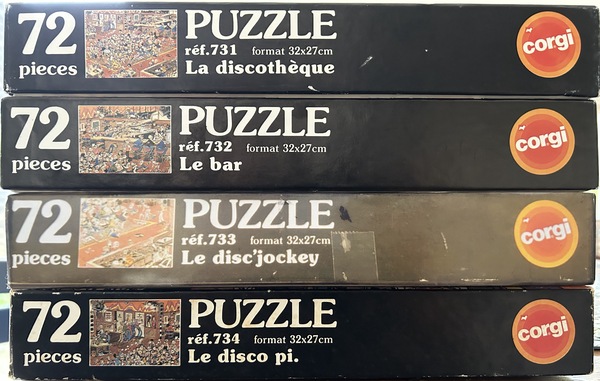 72 pieces
PUZZLE
réf.731 format 32x27cm
La discothèque
corgi
72 pieces
PUZZLE
réf.732 format 32x27cm
Le bar
corgi
72 pieces
PUZZLE
réf.733 format 32x27cm
Le disc'jockey
corgi
72 pieces
PUZZLE
réf.734 format 32x27cm
Le disco pi.
corgi